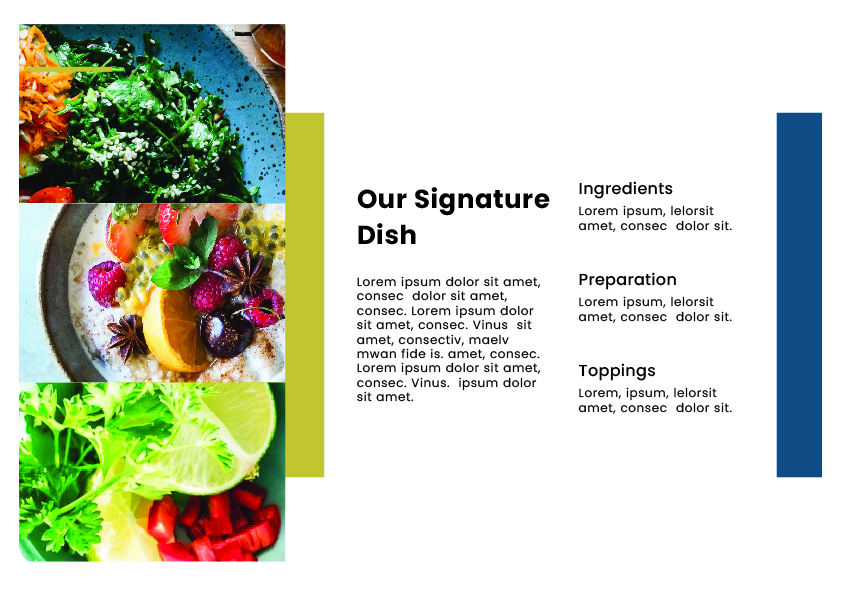 Our Signature
Dish
Lorem ipsum dolor sit amet,
consec  dolor sit amet,
consec. Lorem ipsum dolor
sit amet, consec. Vinus  sit
amet, consectiv, maelv
mwan fide is. amet, consec.
Lorem ipsum dolor sit amet,
consec. Vinus.  ipsum dolor
sit amet.
Ingredients
Lorem ipsum, lelorsit
amet, consec  dolor sit.
Preparation
Lorem ipsum, lelorsit
amet, consec  dolor sit.
Toppings
Lorem, ipsum, lelorsit
amet, consec  dolor sit.